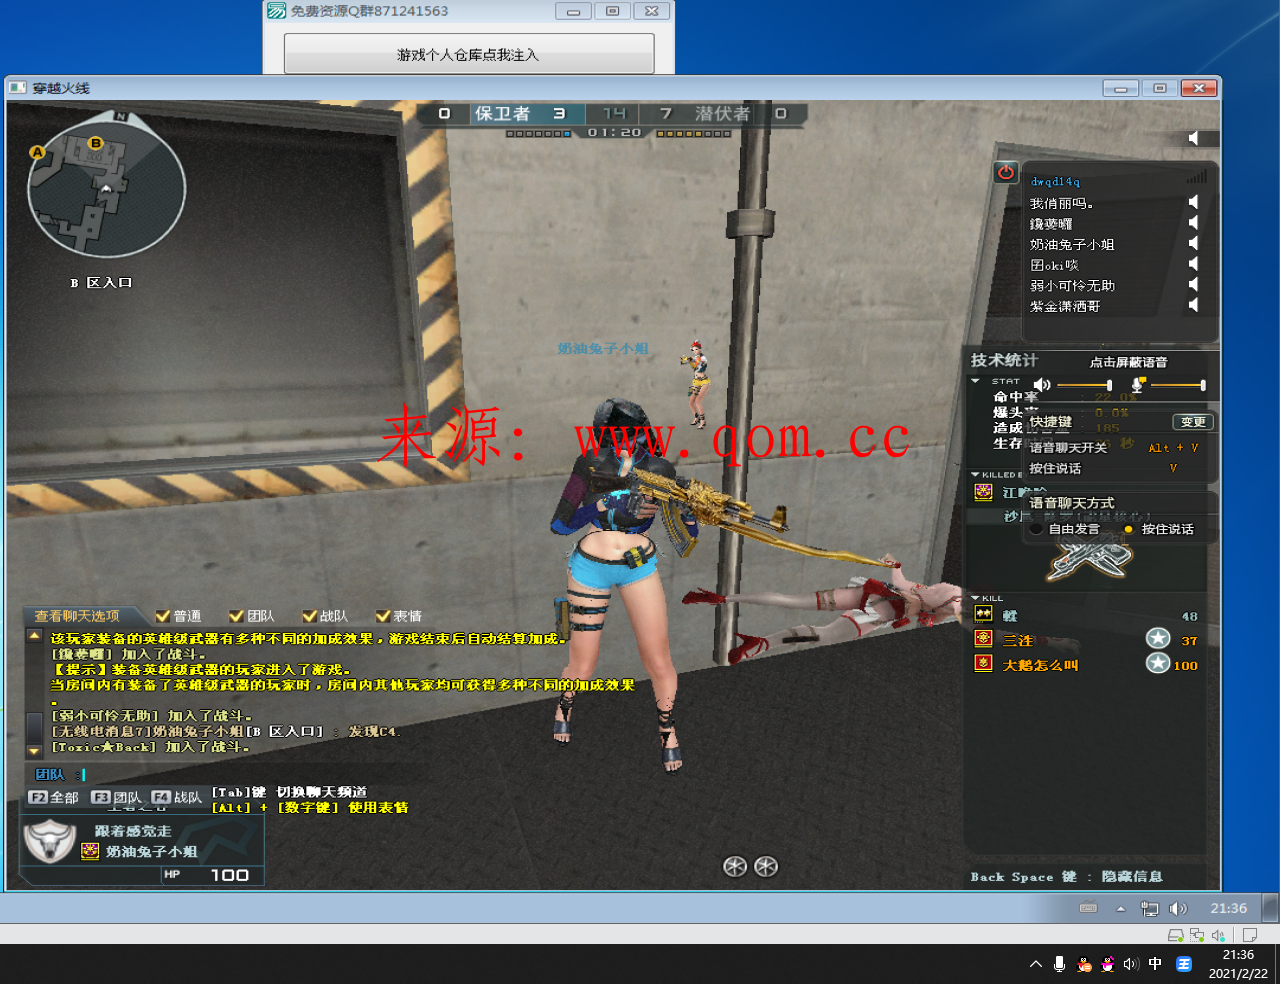 免费资源Q群871241563
游戏个人仓库点我注入
穿越火线
0 保卫者 3 14 7 潜伏者 0
01:20
N
A
B
B 区入口
dwqd14q
我俏丽吗。
奶油兔子小姐
囝oki啖
弱小可怜无助
紫金潇洒哥
奶油兔子小姐
技术统计 点击屏蔽语音
STAT
命中率 : 22.0%
爆头率 : 0.0%
造成 185
生存 秒
快捷键 变更
语音聊天开关 Alt + V
按住说话 V
KILLED B
语音聊天方式
自由发言 按住说话
来源: www.qom.cc
KILL
48
三泩 37
大鹅怎么叫 100
查看聊天选项 普通 团队 战队 表情
该玩家装备的英雄级武器有多种不同的加成效果，游戏结束后自动结算加成。
加入了战斗。
【提示】装备英雄级武器的玩家进入了游戏。
当房间内有装备了英雄级武器的玩家时，房间内其他玩家均可获得多种不同的加成效果
。
[弱小可怜无助] 加入了战斗。
[无线电消息7]奶油兔子小姐[B 区入口] : 发现C4.
[Toxic★Back] 加入了战斗。
团队 :
F2 全部 F3 团队 F4 战队 [Tab]键 切换聊天频道
[Alt] + [数字键] 使用表情
跟着感觉走
奶油兔子小姐
HP 100
Back Space 键 : 隐藏信息
21:36
中
21:36
2021/2/22